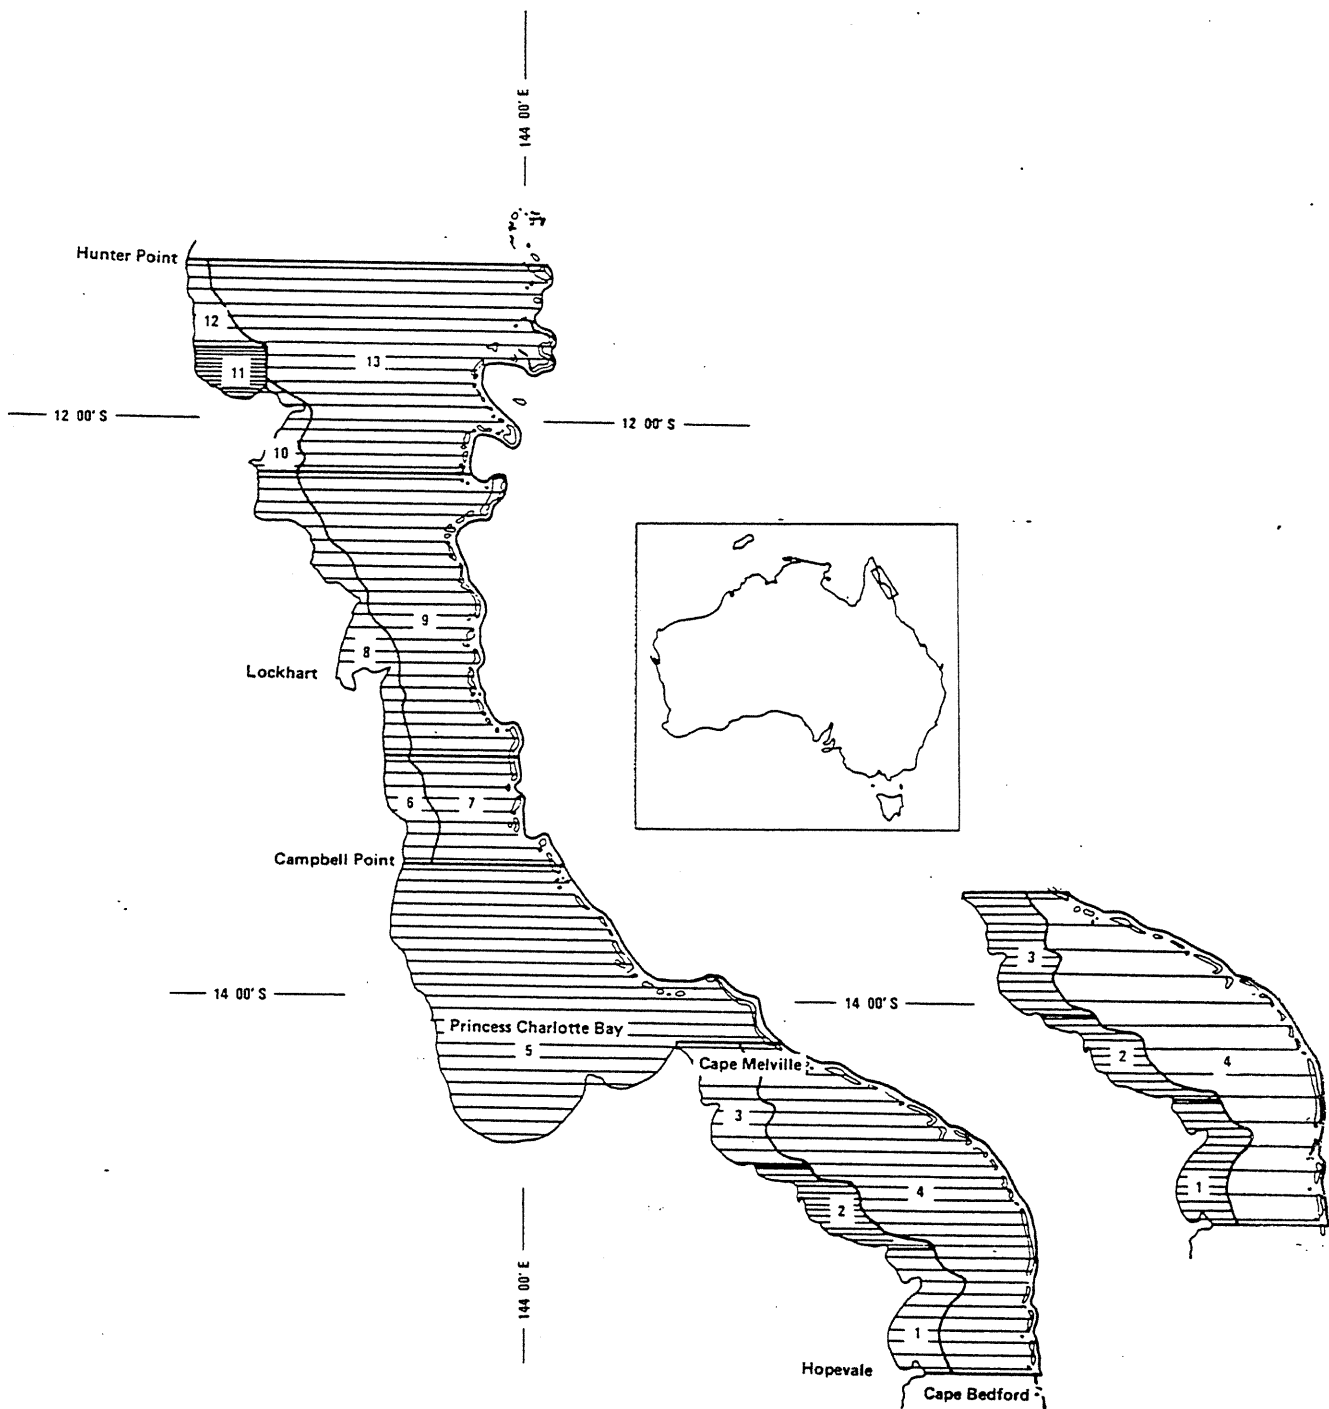 144 00' E
Hunter Point
12
13
11
12 00' S
12 00' S
10
9
8
Lockhart
6
7
Campbell Point
3
14 00' S
14 00' S
Princess Charlotte Bay
5
2
4
Cape Melville
3
1
4
2
144 00' E
1
Hopevale
Cape Bedford